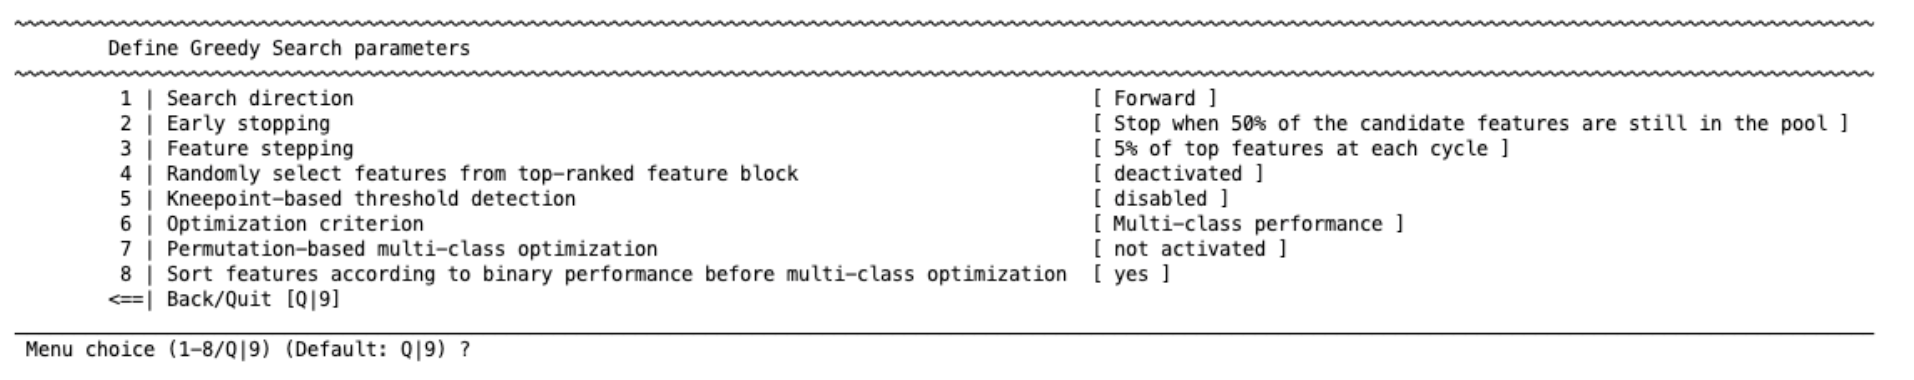 Define Greedy Search parameters
1 | Search direction [ Forward ]
2 | Early stopping [ Stop when 50% of the candidate features are still in the pool ]
3 | Feature stepping [ 5% of top features at each cycle ]
4 | Randomly select features from top-ranked feature block [ deactivated ]
5 | Kneepoint-based threshold detection [ disabled ]
6 | Optimization criterion [ Multi-class performance ]
7 | Permutation-based multi-class optimization [ not activated ]
8 | Sort features according to binary performance before multi-class optimization [ yes ]
<==| Back/Quit [Q|9]
Menu choice (1-8/Q|9) (Default: Q|9) ?